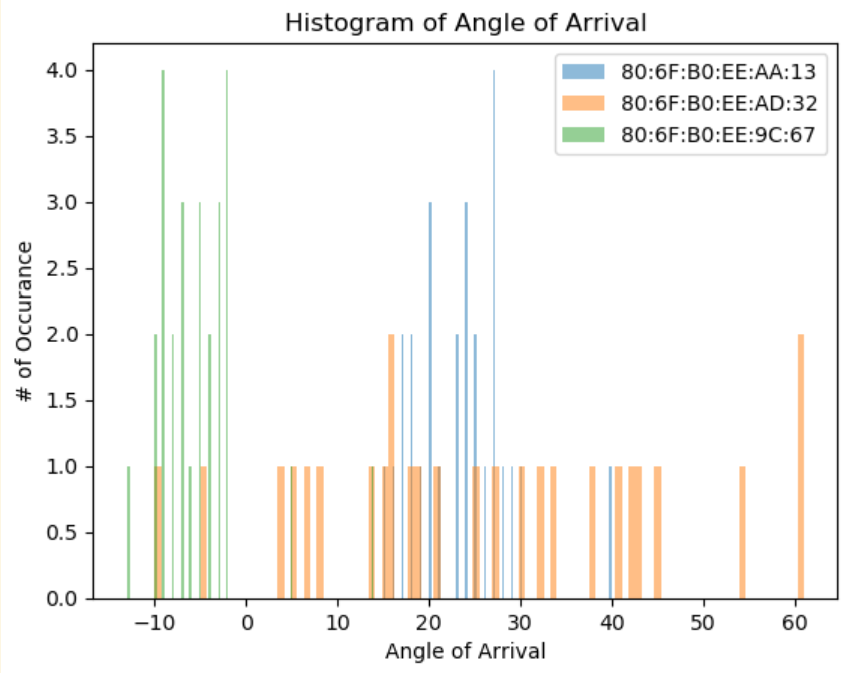 Histogram of Angle of Arrival
80:6F:B0:EE:AA:13
80:6F:B0:EE:AD:32
80:6F:B0:EE:9C:67
# of Occurance
4.0
3.5
3.0
2.5
2.0
1.5
1.0
0.5
0.0
−10 0 10 20 30 40 50 60
Angle of Arrival